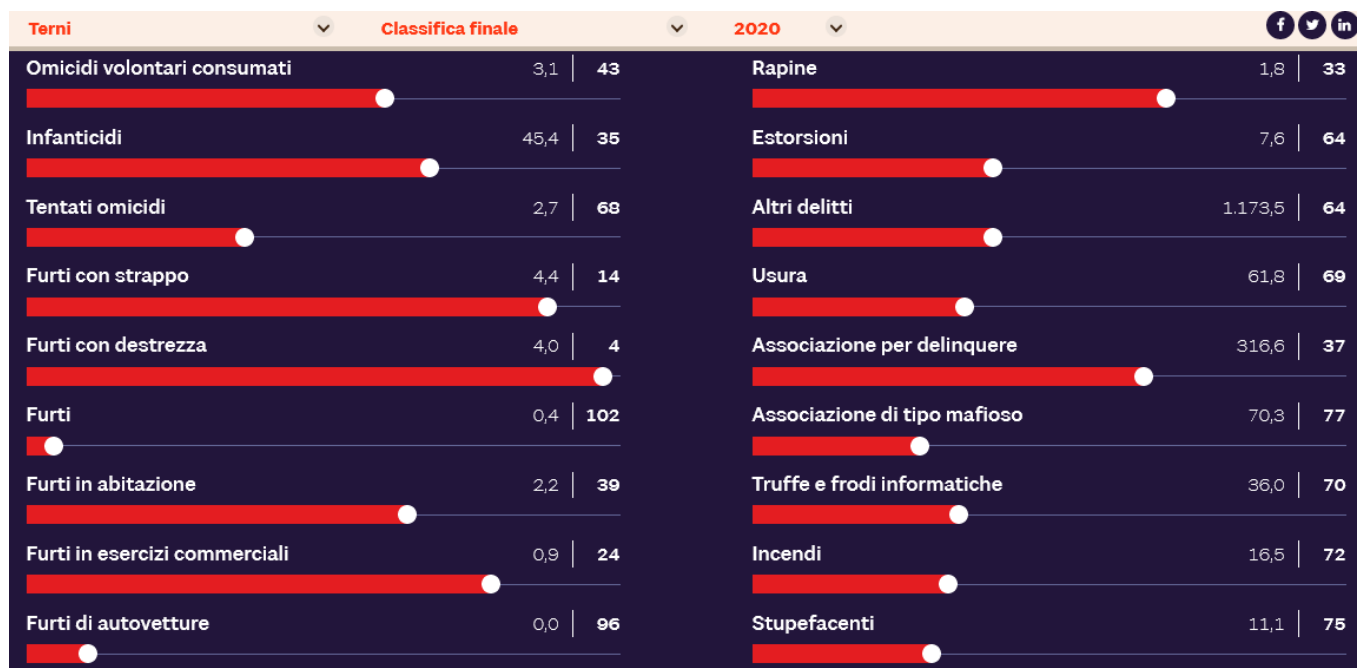 Terni Classifica finale 2020 f in
Omicidi volontari consumati 3,1 43
Infanticidi 45,4 35
Tentati omicidi 2,7 68
Furti con strappo 4,4 14
Furti con destrezza 4,0 4
Furti 0,4 102
Furti in abitazione 2,2 39
Furti in esercizi commerciali 0,9 24
Furti di autovetture 0,0 96
Rapine 1,8 33
Estorsioni 7,6 64
Altri delitti 1.173,5 64
Usura 61,8 69
Associazione per delinquere 316,6 37
Associazione di tipo mafioso 70,3 77
Truffe e frodi informatiche 36,0 70
Incendi 16,5 72
Stupefacenti 11,1 75